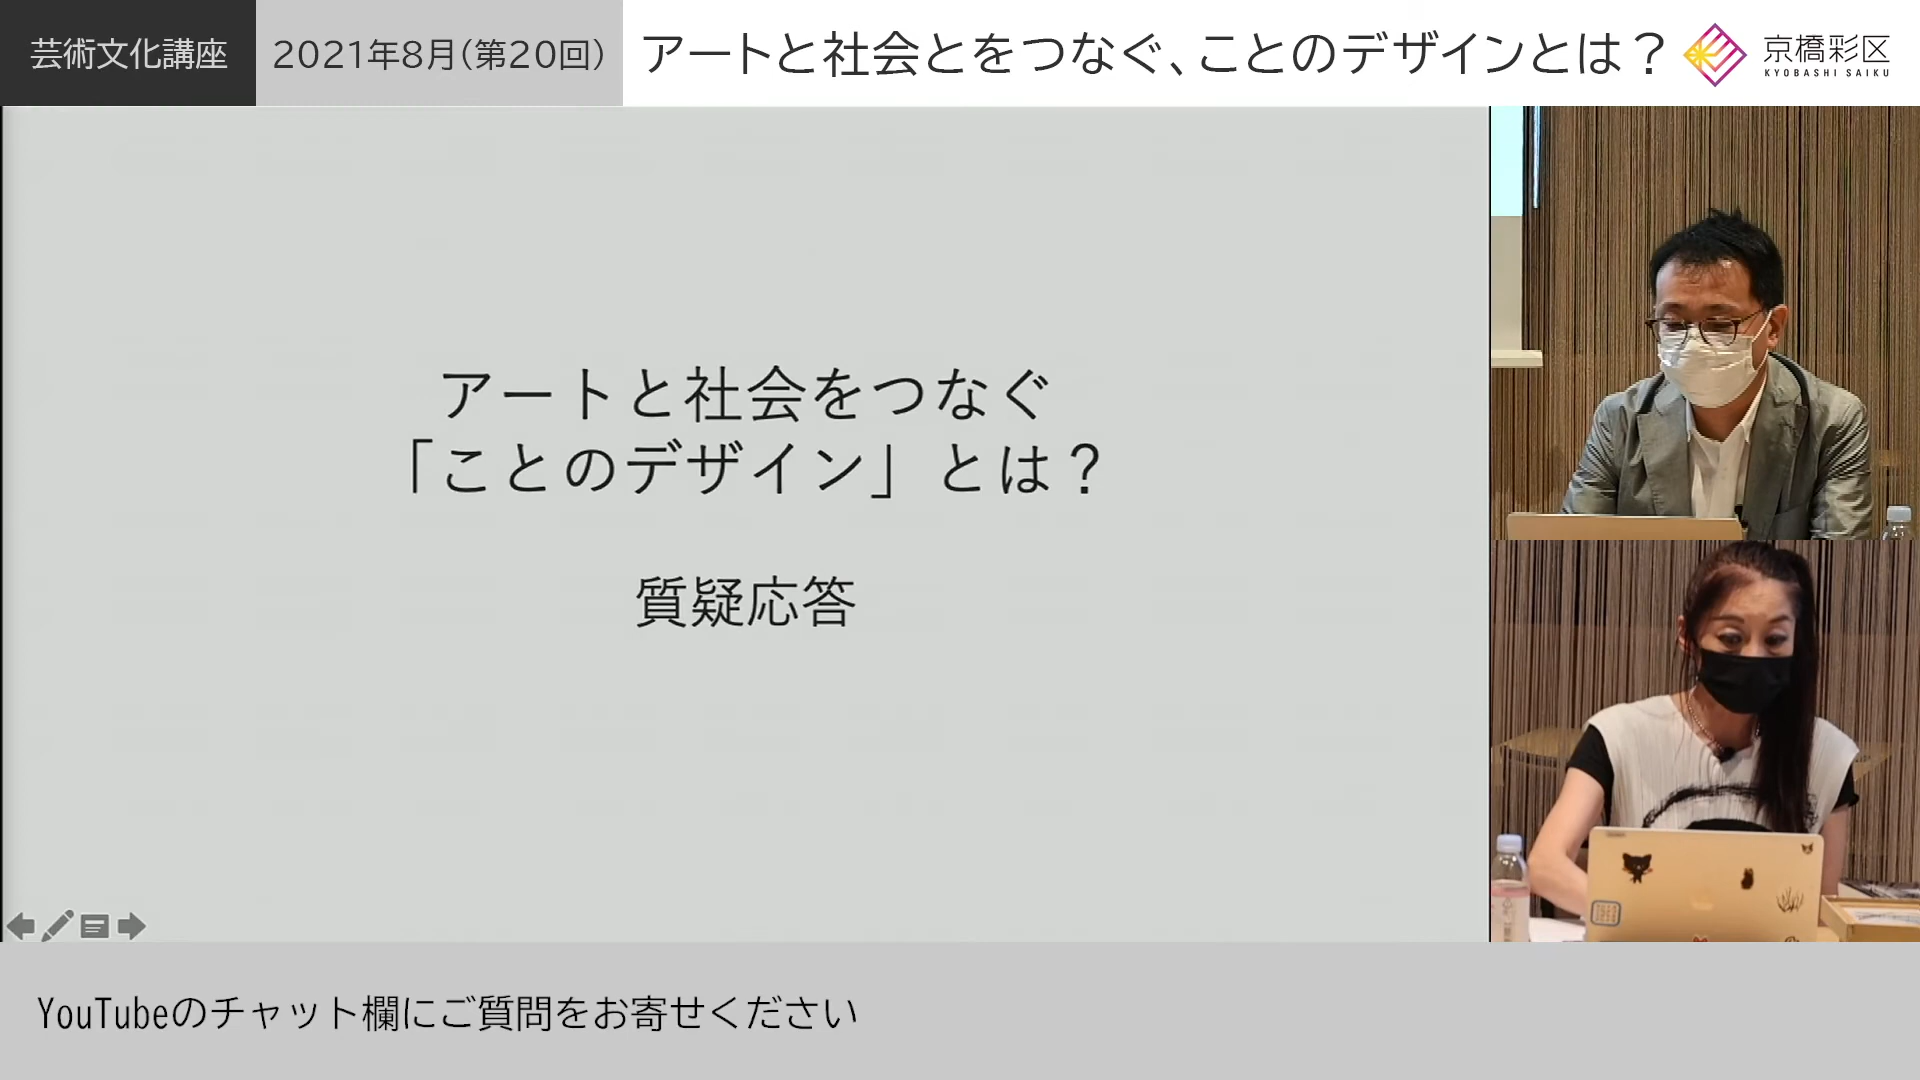 芸術文化講座
2021年8月(第20回)
アートと社会とをつなぐ、ことのデザインとは？
京橋彩区
KYOBASHI SAIKU
アートと社会をつなぐ
「ことのデザイン」とは？
質疑応答
YouTubeのチャット欄にご質問をお寄せください